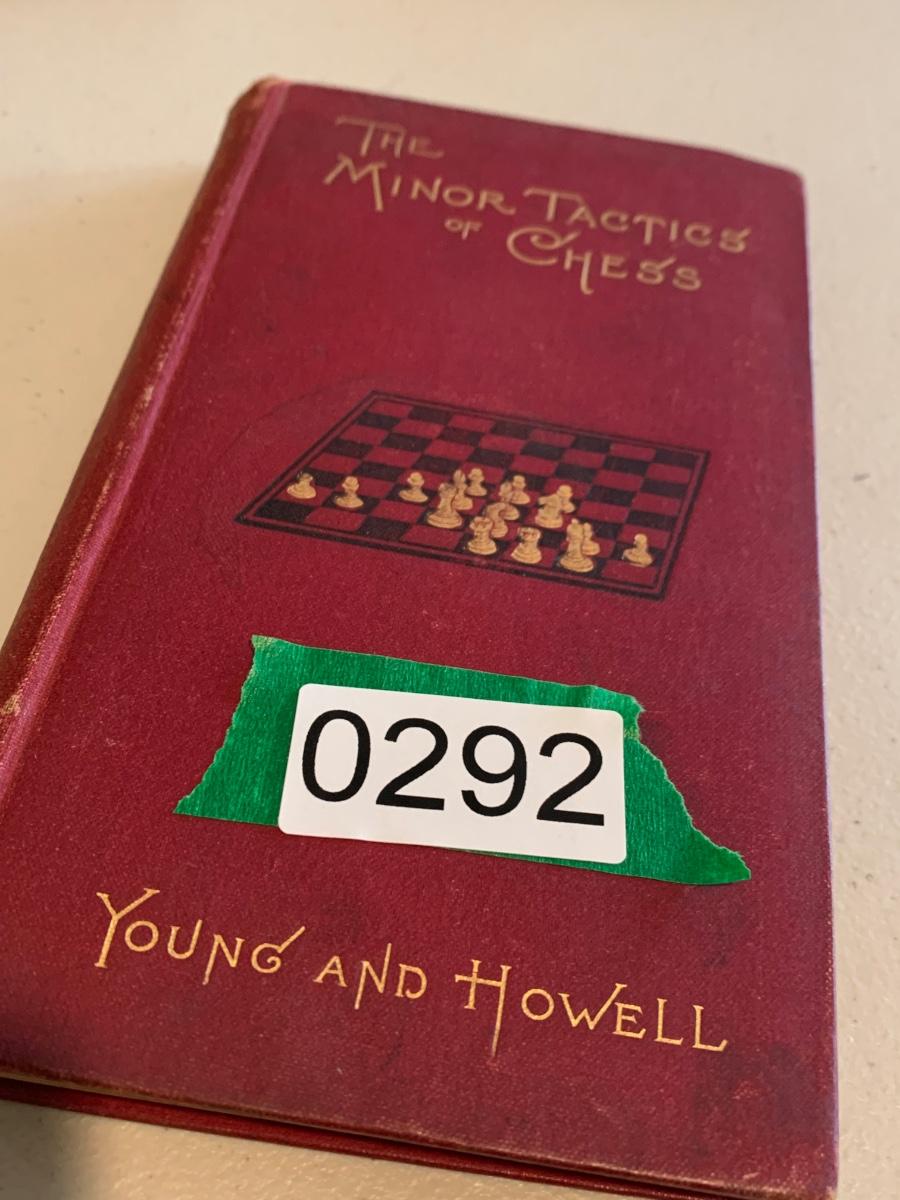 THE
MINOR TACTICS
OF CHESS
0292
YOUNG AND HOWELL